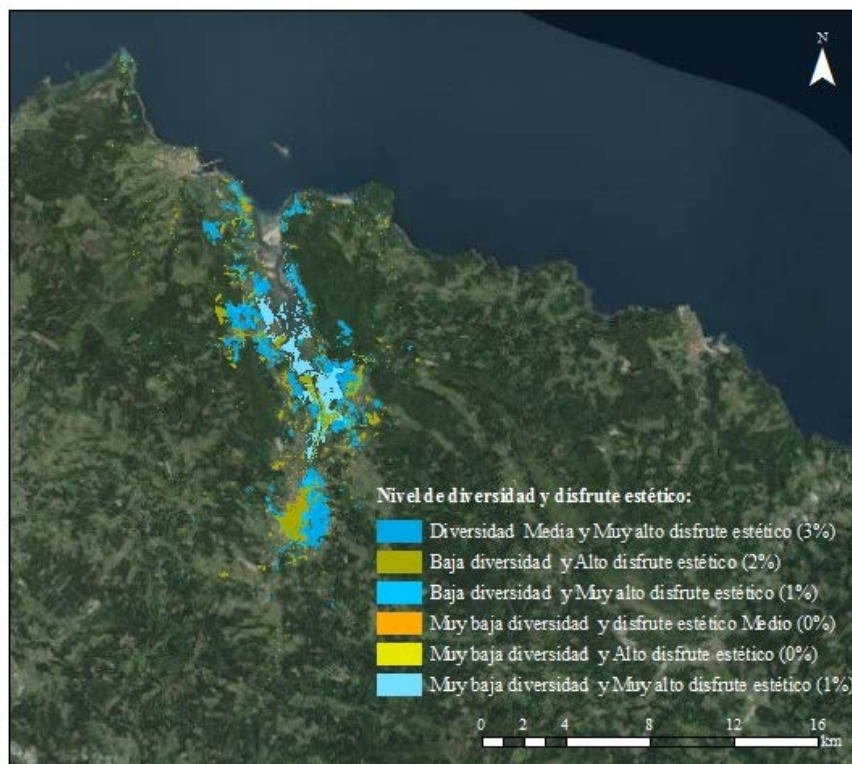 N
Nivel de diversidad y disfrute estético:
Diversidad Media y Muy alto disfrute estético (3%)
Baja diversidad y Alto disfrute estético (2%)
Baja diversidad y Muy alto disfrute estético (1%)
Muy baja diversidad y disfrute estético Medio (0%)
Muy baja diversidad y Alto disfrute estético (0%)
Muy baja diversidad y Muy alto disfrute estético (1%)
0 2 4 8 12 16
km